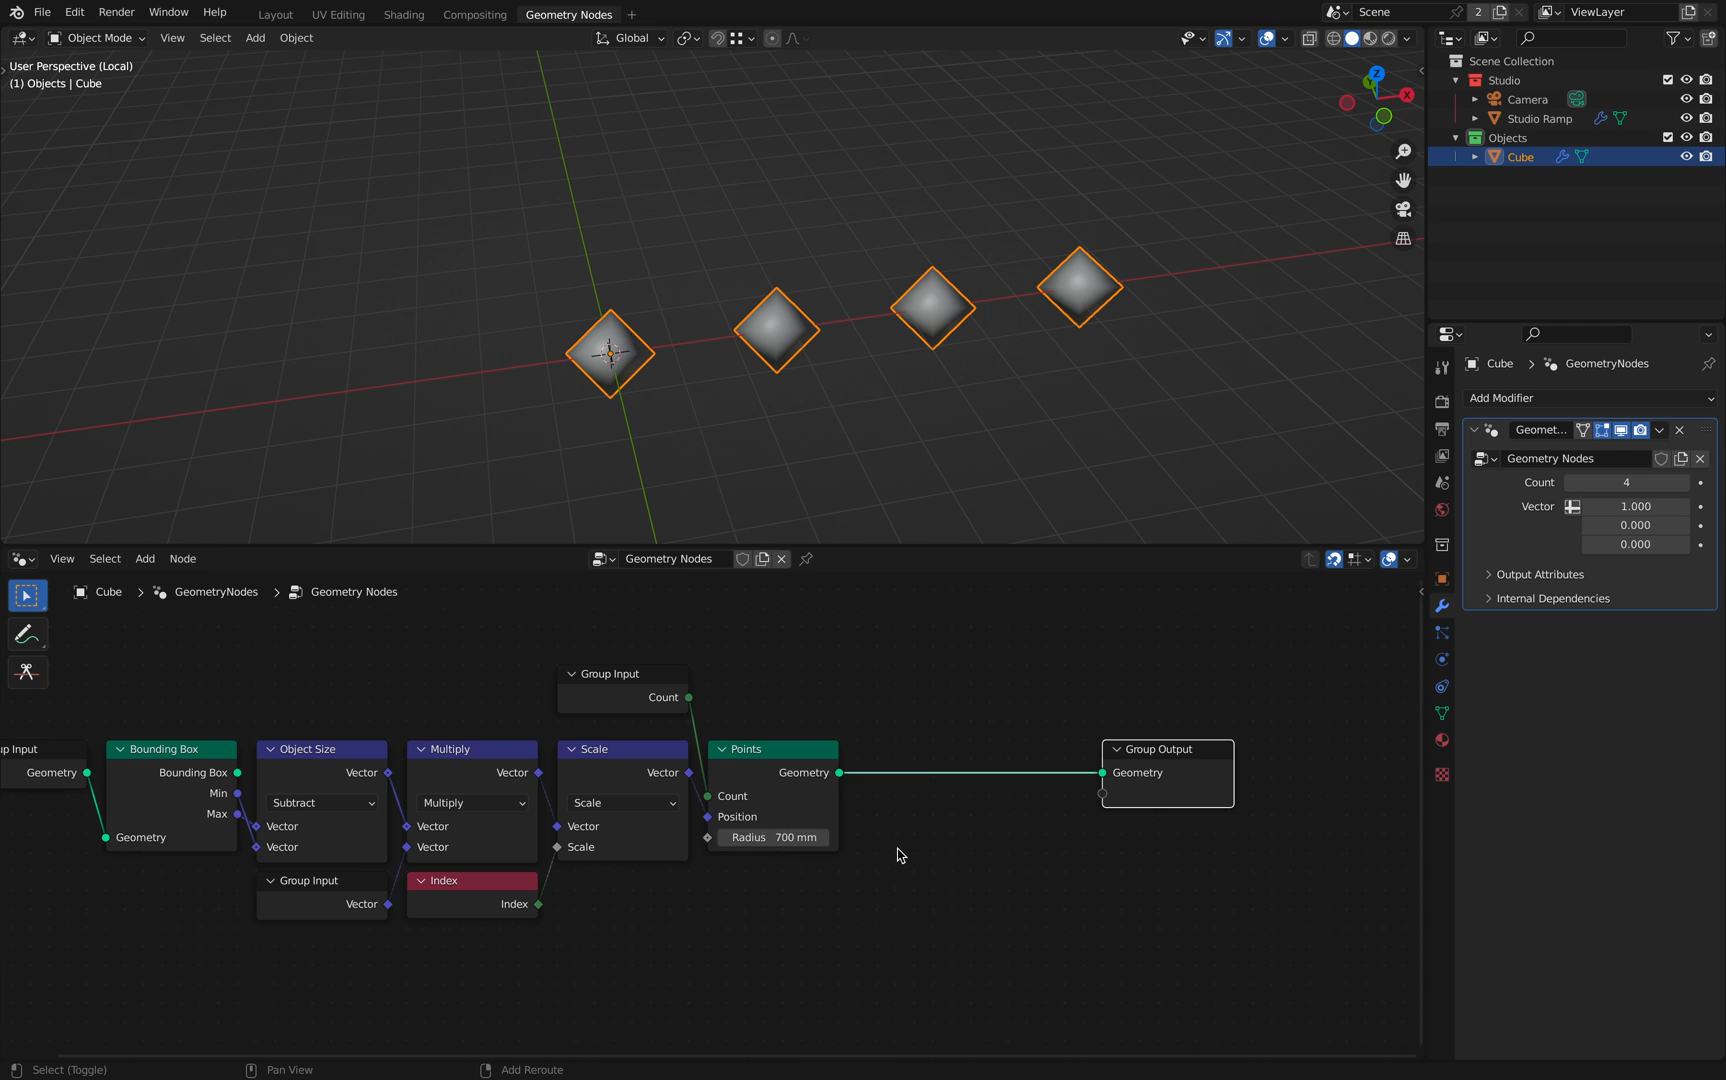 File Edit Render Window Help
Layout UV Editing Shading Compositing Geometry Nodes +
Scene 2 ViewLayer
Object Mode View Select Add Object Global
User Perspective (Local)
(1) Objects | Cube
Z
Y
X
Scene Collection
Studio
Camera
Studio Ramp
Objects
Cube
Cube > GeometryNodes
Add Modifier
Geomet...
Geometry Nodes
Count 4
Vector 1.000
0.000
0.000
Output Attributes
Internal Dependencies
View Select Add Node Geometry Nodes
Cube > GeometryNodes > Geometry Nodes
up Input
Geometry
Bounding Box
Bounding Box
Min
Max
Geometry
Object Size
Vector
Subtract
Vector
Vector
Group Input
Vector
Multiply
Vector
Multiply
Vector
Vector
Index
Index
Group Input
Count
Scale
Vector
Scale
Vector
Scale
Points
Geometry
Count
Position
Radius 700 mm
Group Output
Geometry
Select (Toggle) Pan View Add Reroute